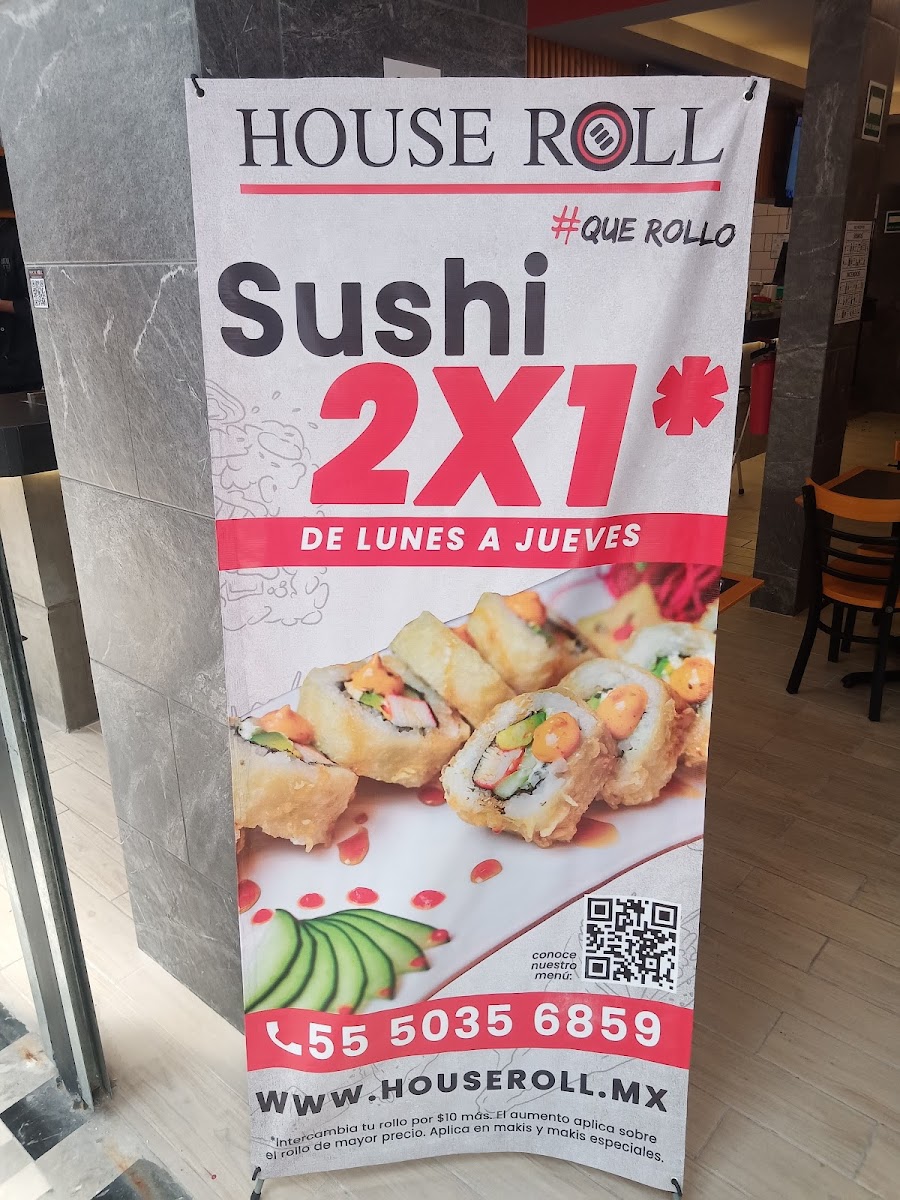 HOUSE ROLL
#QUE ROLLO
Sushi
2X1*
DE LUNES A JUEVES
conoce
nuestro
menú:
55 5035 6859
WWW.HOUSEROLL.MX
*Intercambia tu rollo por $10 más. El aumento aplica sobre
el rollo de mayor precio. Aplica en makis y makis especiales.